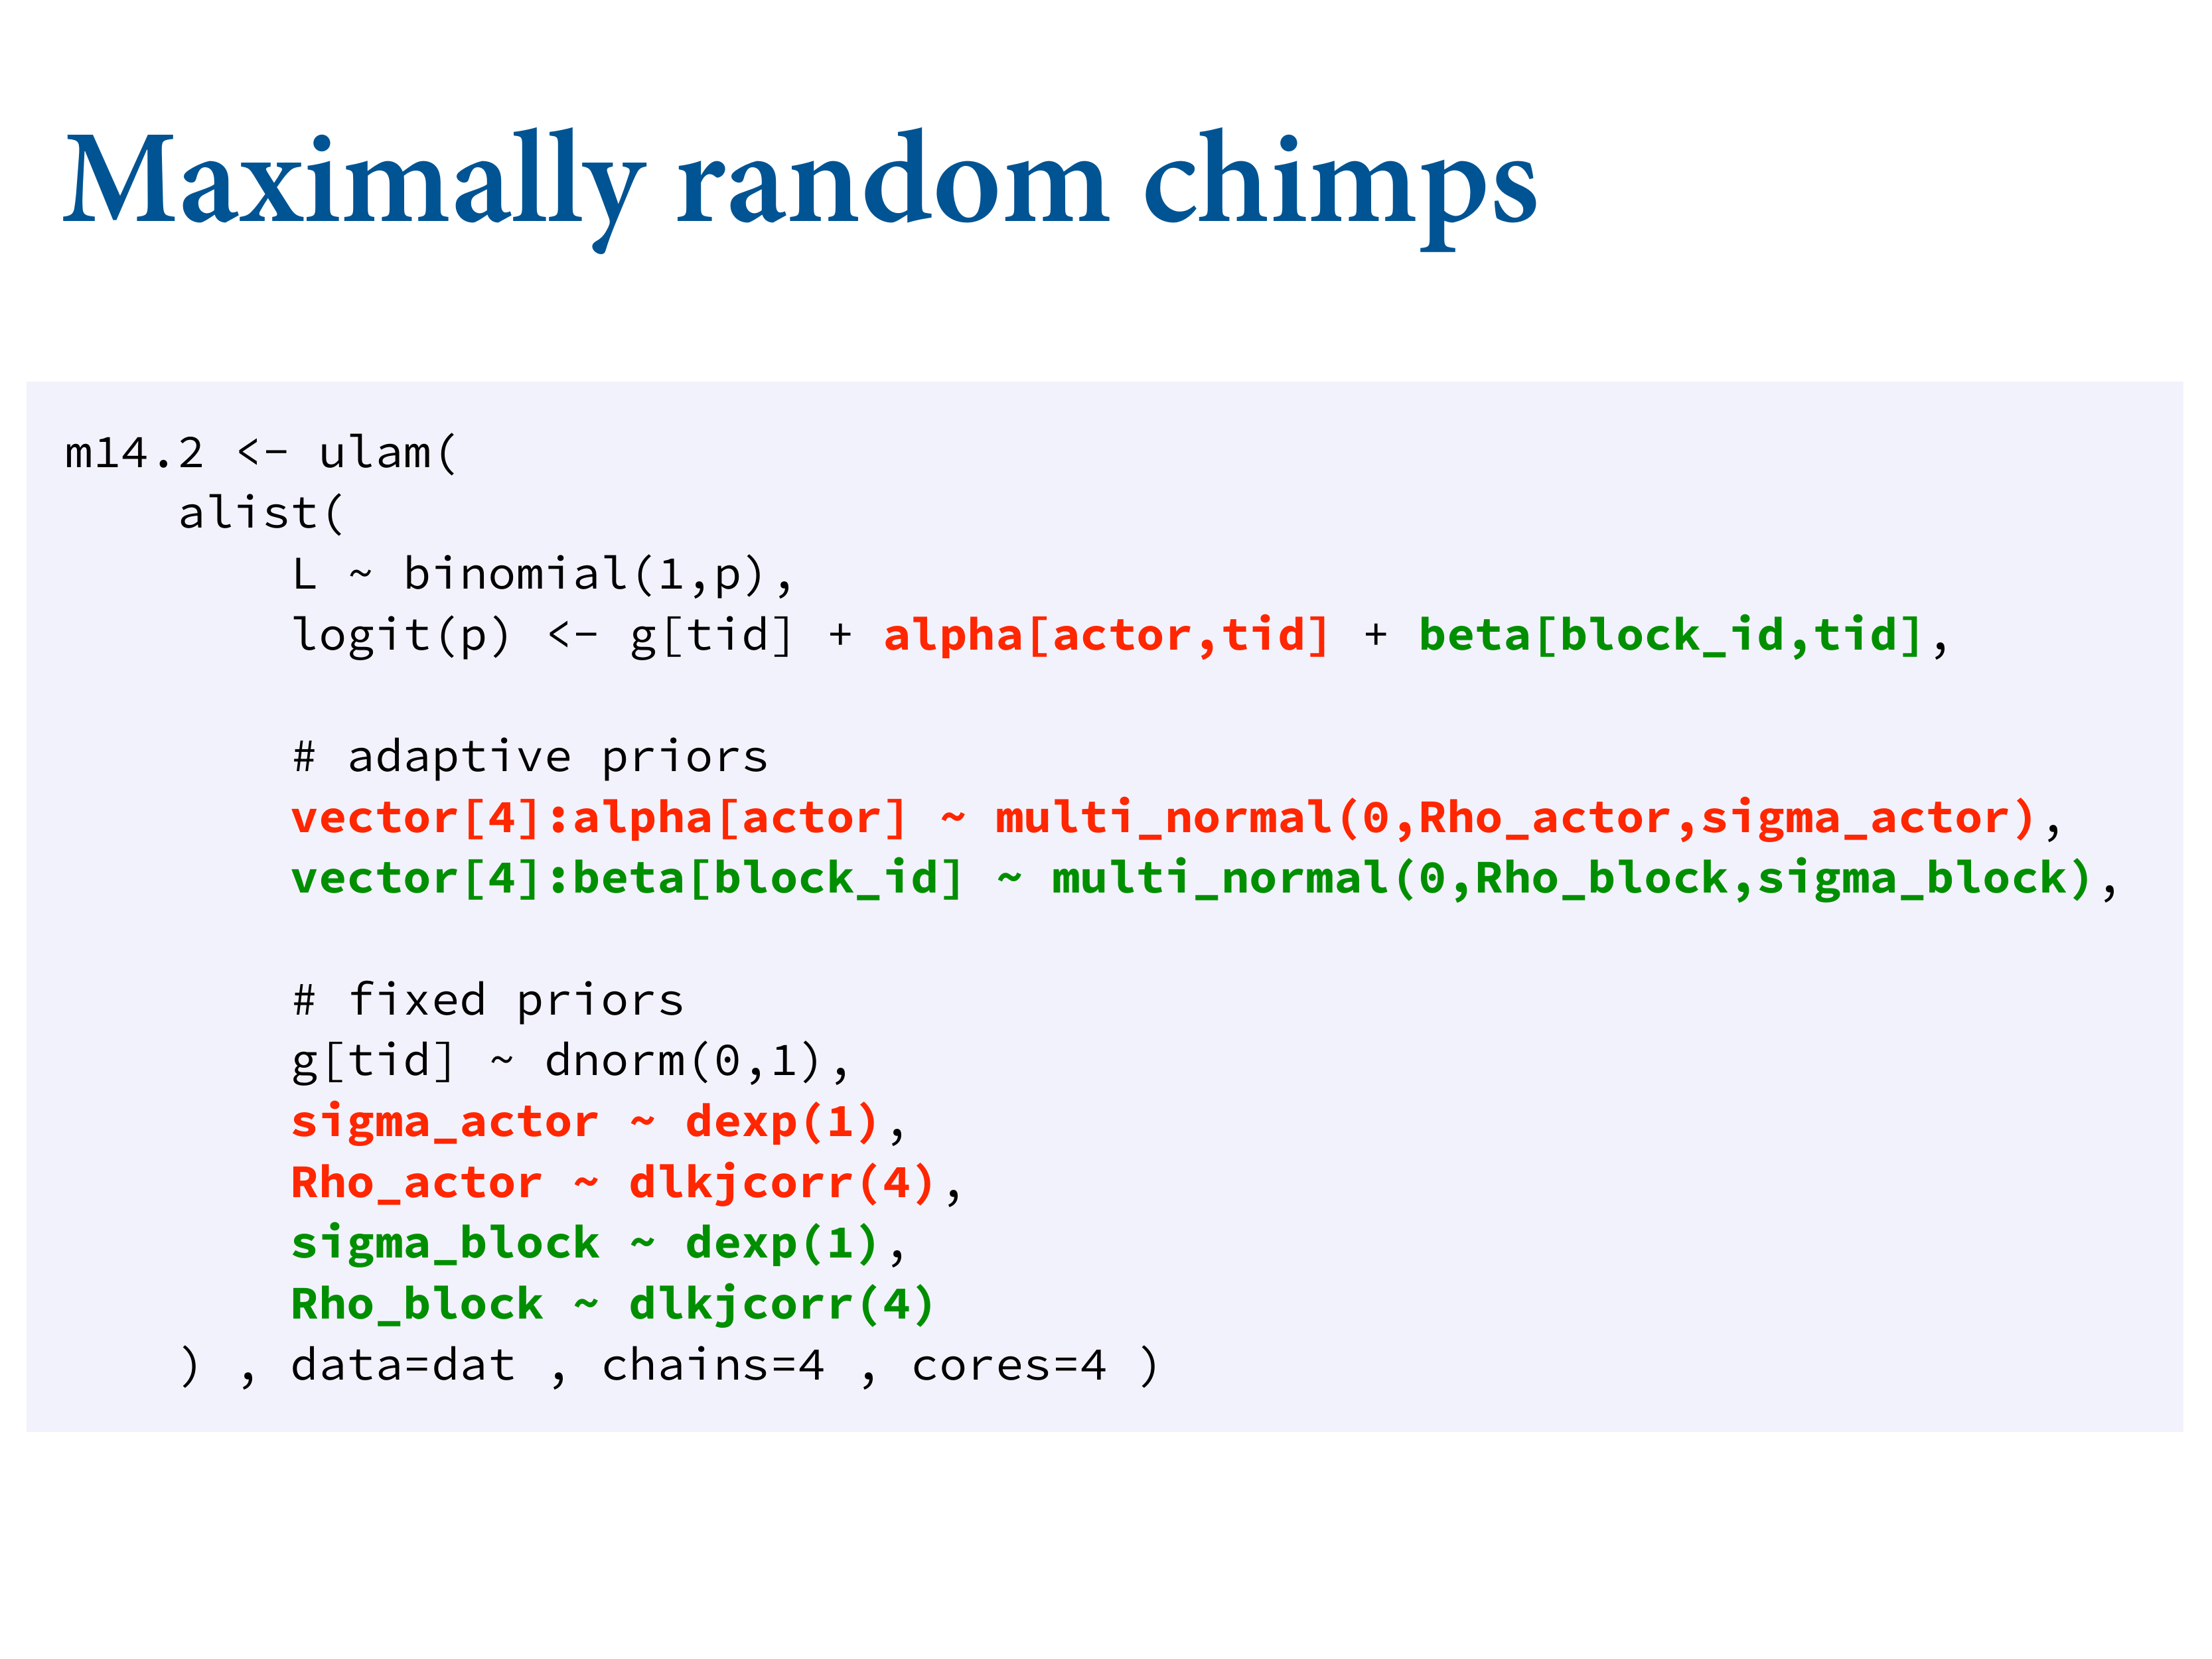 Maximally random chimps
m14.2 <- ulam(
    alist(
        L ~ binomial(1,p),
        logit(p) <- g[tid] + alpha[actor,tid] + beta[block_id,tid],
        # adaptive priors
        vector[4]:alpha[actor] ~ multi_normal(0,Rho_actor,sigma_actor),
        vector[4]:beta[block_id] ~ multi_normal(0,Rho_block,sigma_block),
        # fixed priors
        g[tid] ~ dnorm(0,1),
        sigma_actor ~ dexp(1),
        Rho_actor ~ dlkjcorr(4),
        sigma_block ~ dexp(1),
        Rho_block ~ dlkjcorr(4)
    ) , data=dat , chains=4 , cores=4 )